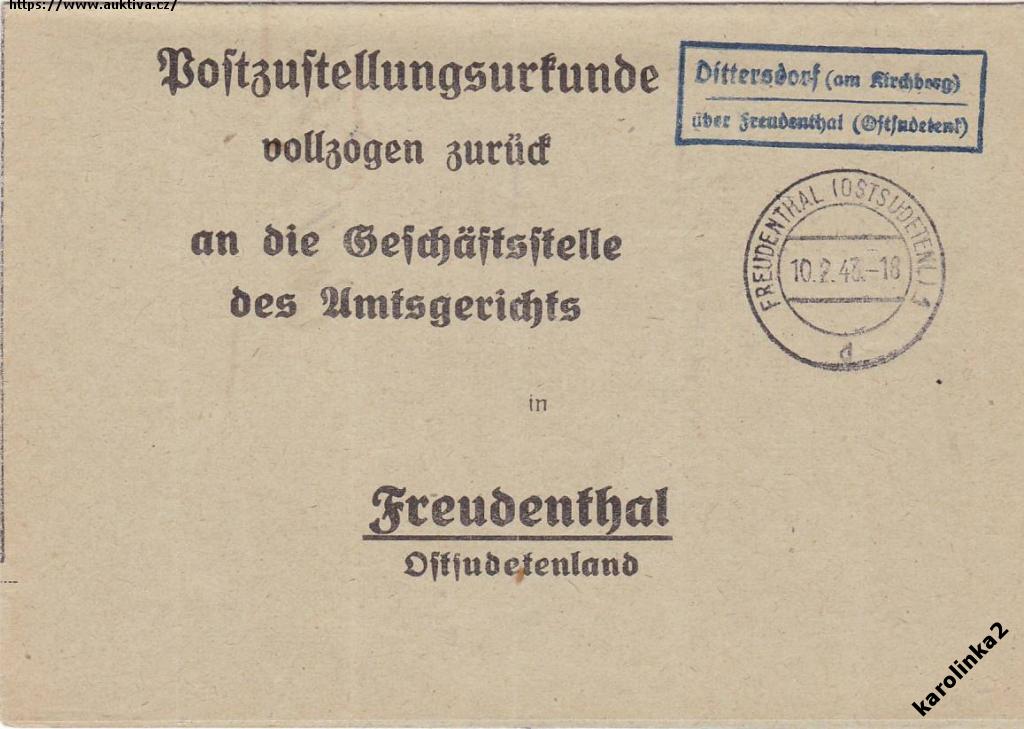 https://www.auktiva.cz/
Postzustellungsurkunde
vollzogen zurück
an die Geschäftsstelle
des Amtsgerichts
in
Freudenthal
Ostsudetenland
Dittersdorf (am Kirchberg)
über Freudenthal (Ostsudetenl)
FREUDENTHAL (OSTSUDETENL.) 1
10.2.43.-18
d
karolinka2